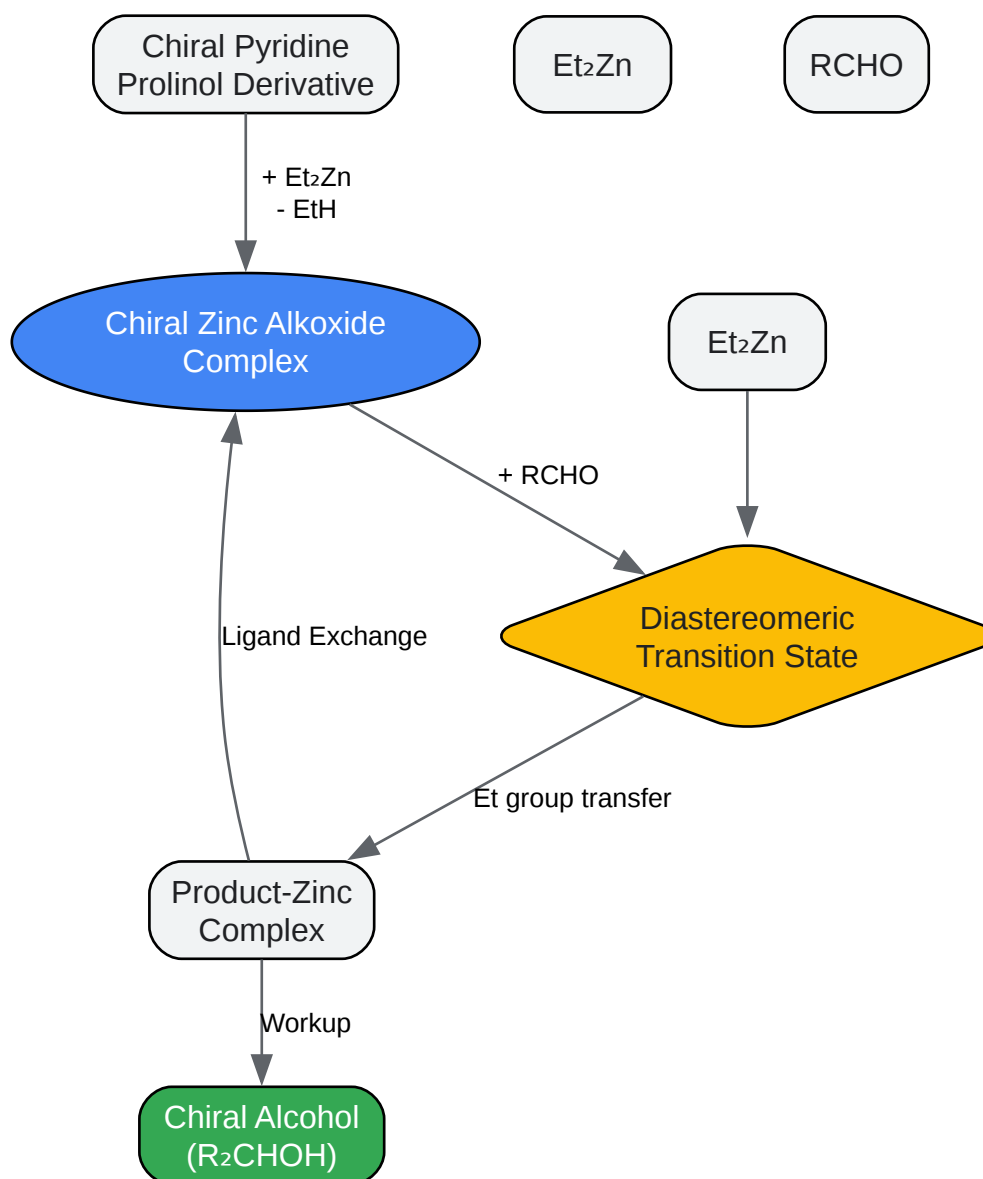 Chiral Pyridine
Prolinol Derivative
Et₂Zn
RCHO
+ Et₂Zn
- EtH
Chiral Zinc Alkoxide
Complex
Et₂Zn
+ RCHO
Diastereomeric
Transition State
Ligand Exchange
Et group transfer
Product-Zinc
Complex
Workup
Chiral Alcohol
(R₂CHOH)